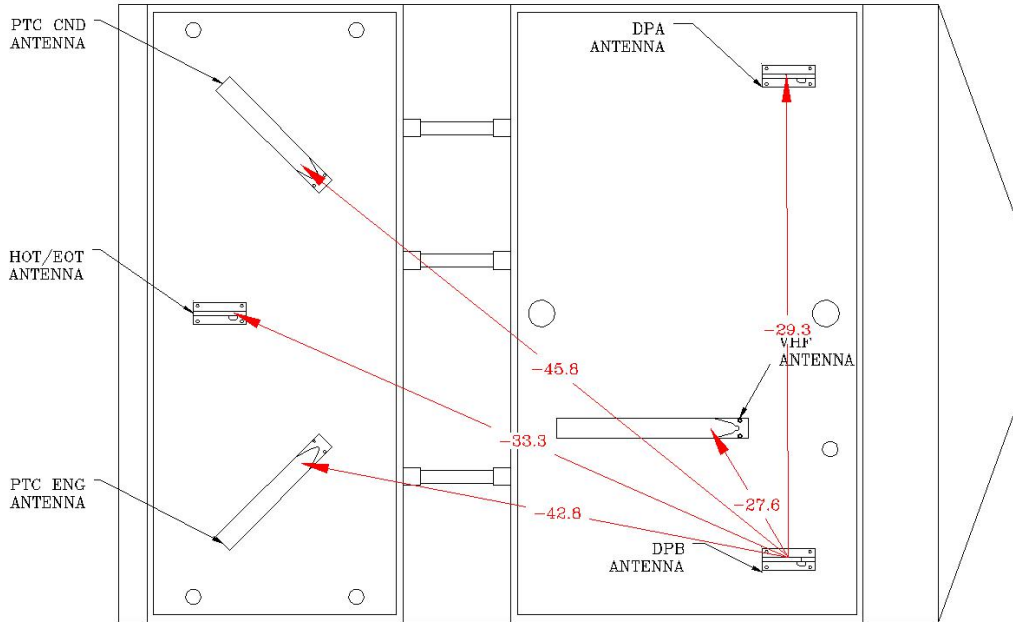 PTC CND
ANTENNA
DPA
ANTENNA
HOT/EOT
ANTENNA
-29.3
VHF
ANTENNA
-45.8
-33.3
PTC ENG
ANTENNA
-27.6
-42.8
DPB
ANTENNA